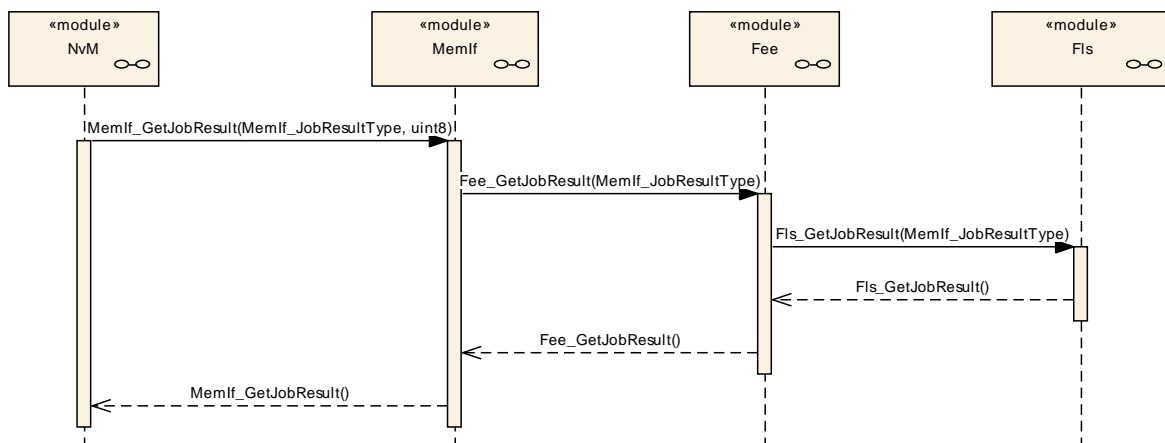 «module»
NvM
«module»
MemIf
«module»
Fee
«module»
Fls
MemIf_GetJobResult(MemIf_JobResultType, uint8)
Fee_GetJobResult(MemIf_JobResultType)
Fls_GetJobResult(MemIf_JobResultType)
Fls_GetJobResult()
Fee_GetJobResult()
MemIf_GetJobResult()